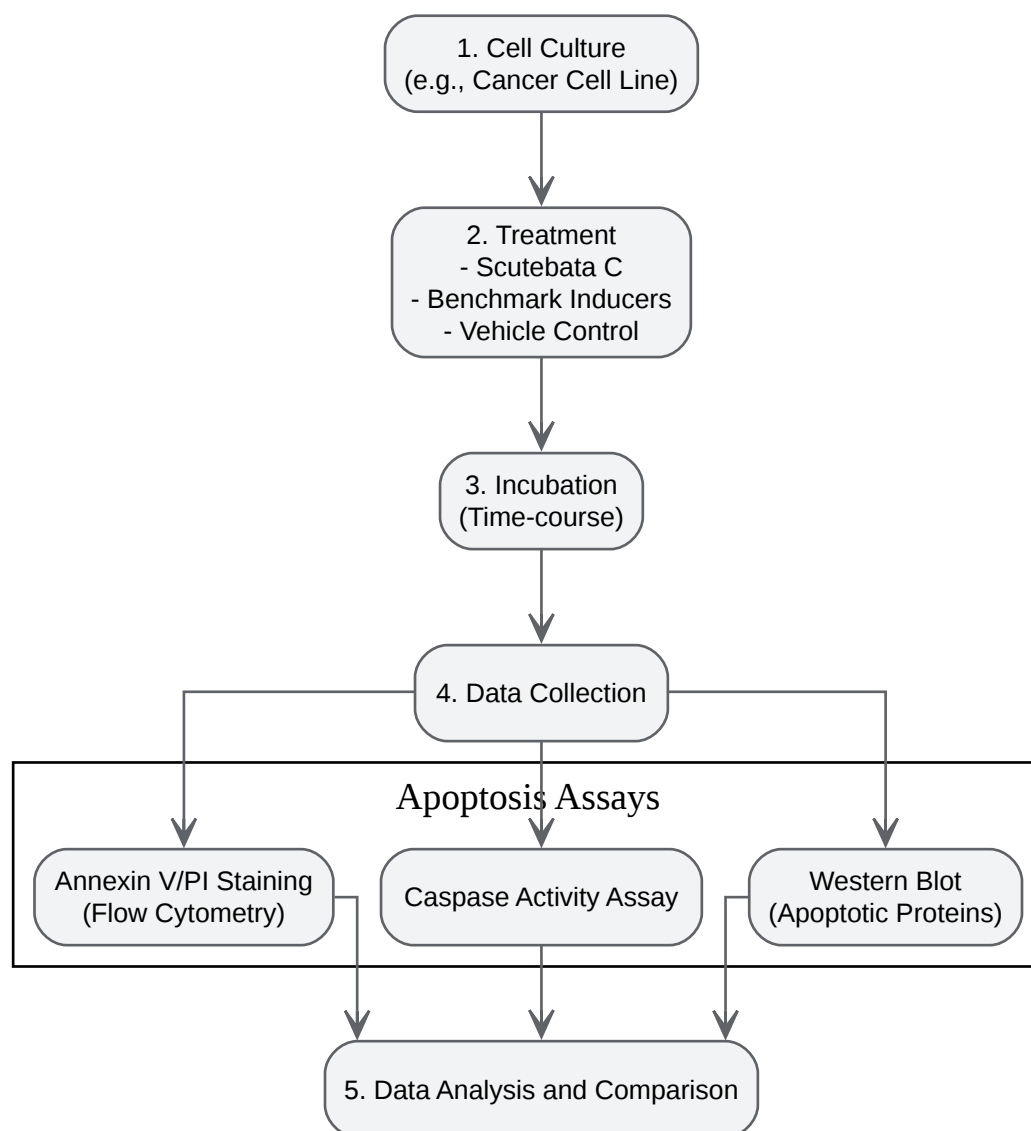 1. Cell Culture
(e.g., Cancer Cell Line)
2. Treatment
- Scutebata C
- Benchmark Inducers
- Vehicle Control
3. Incubation
(Time-course)
4. Data Collection
Apoptosis Assays
Annexin V/PI Staining
(Flow Cytometry)
Caspase Activity Assay
Western Blot
(Apoptotic Proteins)
5. Data Analysis and Comparison